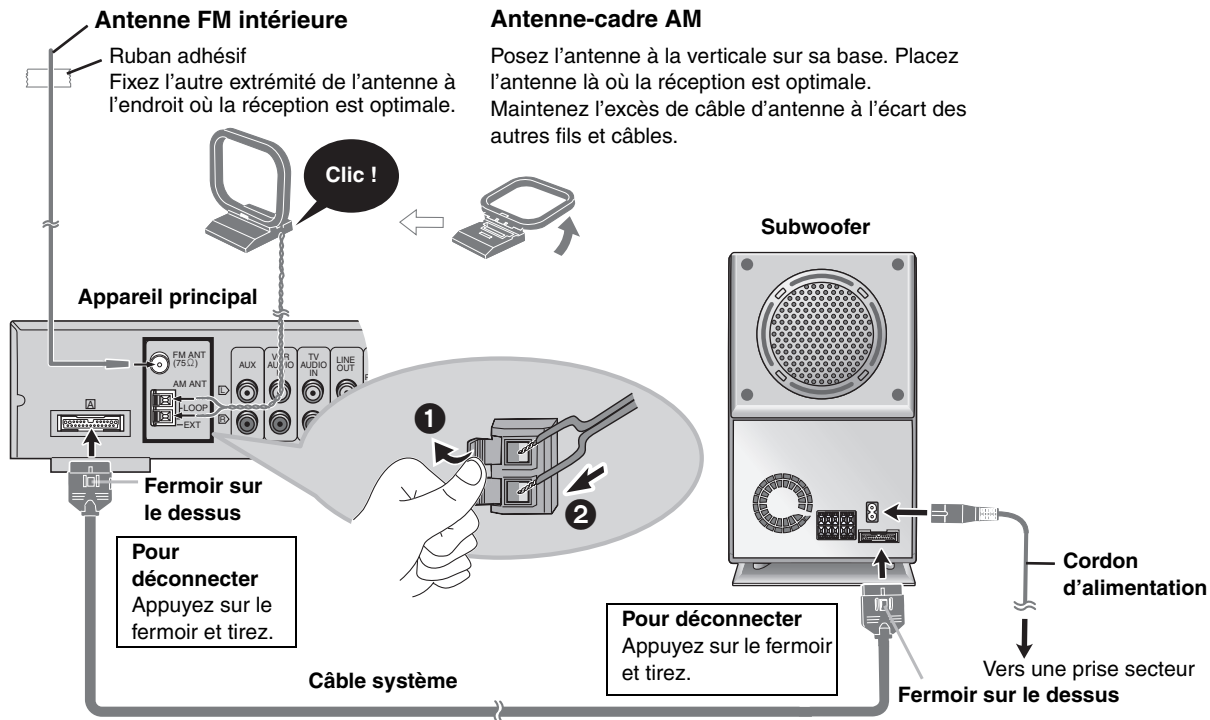 Antenne FM intérieure
Ruban adhésif
Fixez l'autre extrémité de l'antenne à
l'endroit où la réception est optimale.
Antenne-cadre AM
Posez l'antenne à la verticale sur sa base. Placez
l'antenne là où la réception est optimale.
Maintenez l'excès de câble d'antenne à l'écart des
autres fils et câbles.
Clic !
Subwoofer
Appareil principal
FM ANT
(75Ω)
AM ANT
LOOP
EXT
A
AUX
TV
AUDIO
IN
LINE
OUT
L
R
1
2
Fermoir sur
le dessus
Pour
déconnecter
Appuyez sur le
fermoir et tirez.
Câble système
Pour déconnecter
Appuyez sur le fermoir
et tirez.
Cordon
d'alimentation
Vers une prise secteur
Fermoir sur le dessus